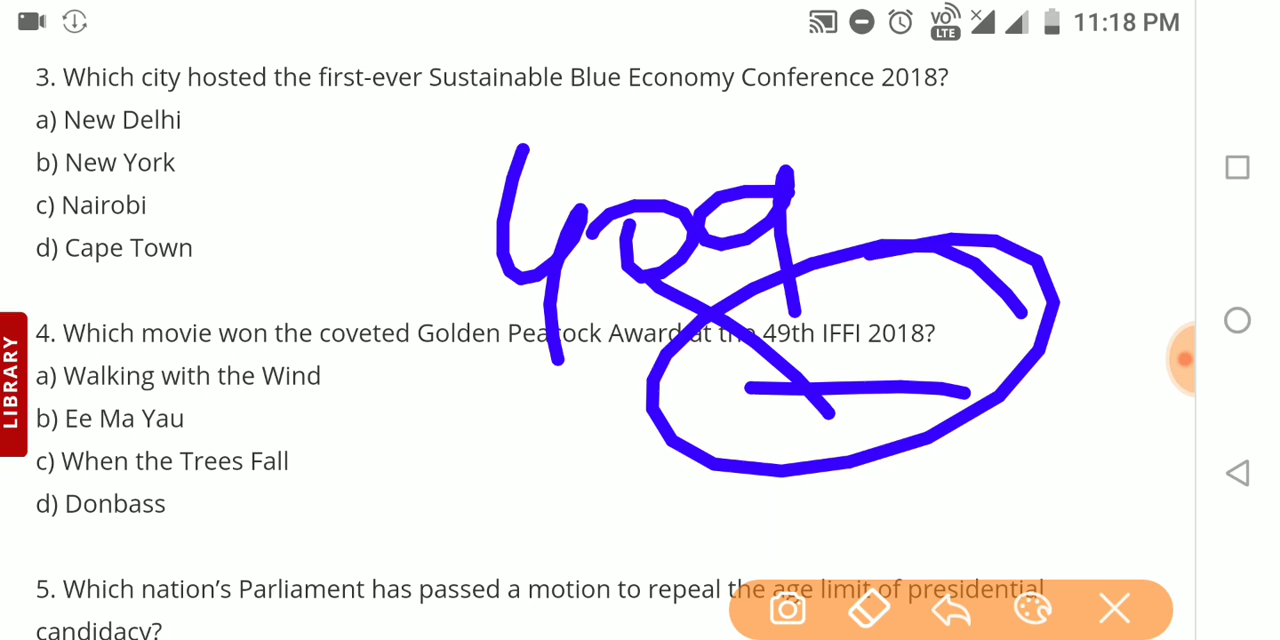 VO
LTE
11:18 PM
3. Which city hosted the first-ever Sustainable Blue Economy Conference 2018?
a) New Delhi
b) New York
c) Nairobi
d) Cape Town
LIBRARY
4. Which movie won the coveted Golden Peacock Award at the 49th IFFI 2018?
a) Walking with the Wind
b) Ee Ma Yau
c) When the Trees Fall
d) Donbass
5. Which nation's Parliament has passed a motion to repeal the age limit of presidential
candidacy?